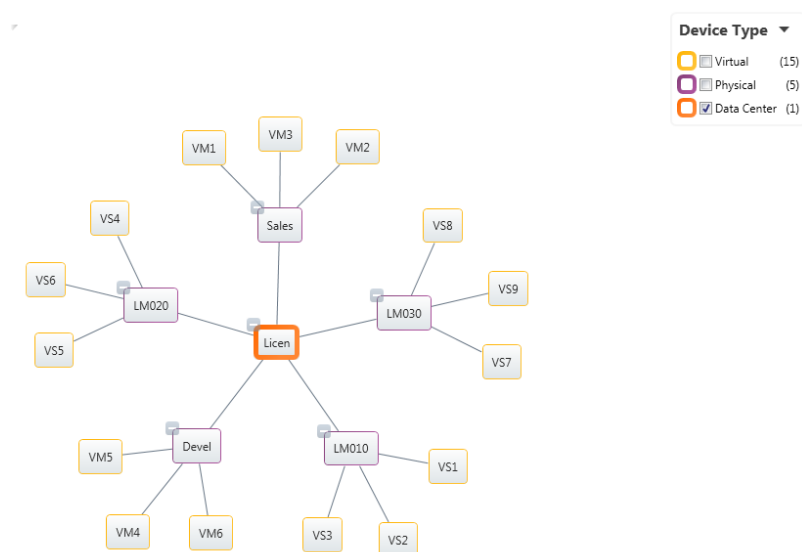 Device Type
Virtual (15)
Physical (5)
Data Center (1)
VM1
VM3
VM2
Sales
VS4
VS6
LM020
VS5
VS8
VS9
LM030
VS7
Licen
Devel
VM5
VM4
VM6
LM010
VS1
VS3
VS2